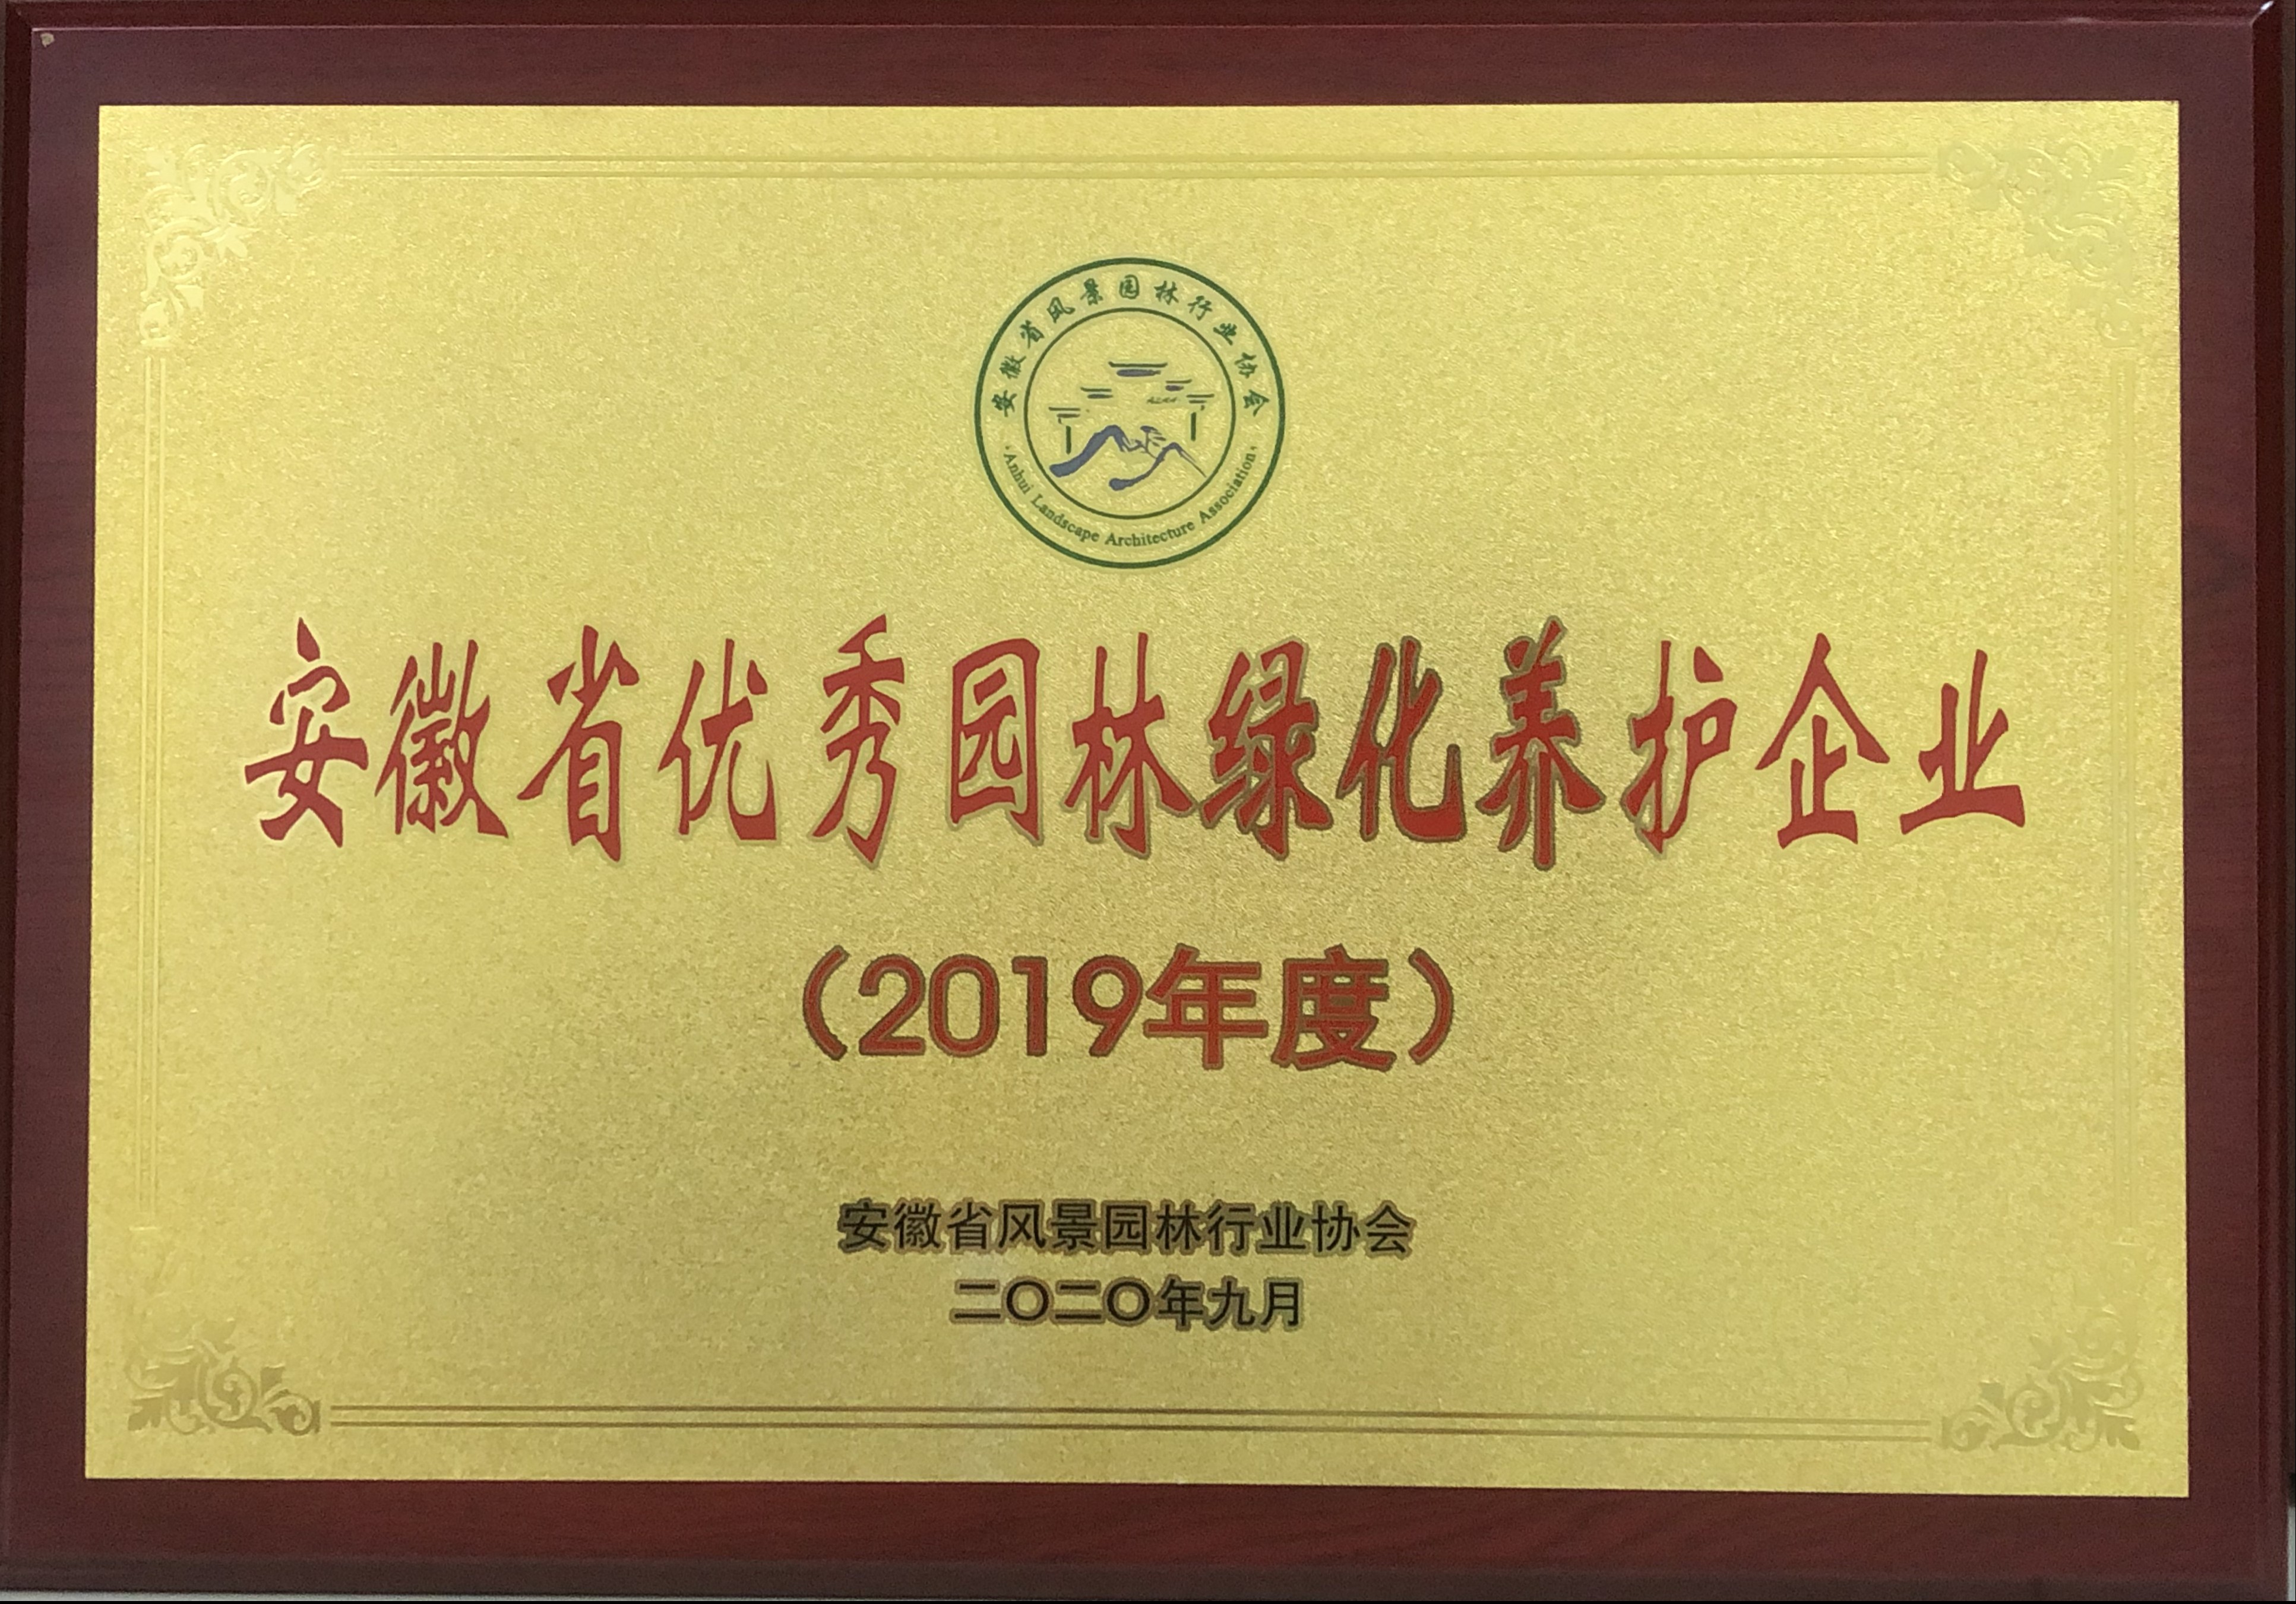 安徽省风景园林行业协会
Anhui Landscape Architecture Association
安徽省优秀园林绿化养护企业
（2019年度）
安徽省风景园林行业协会
二〇二〇年九月